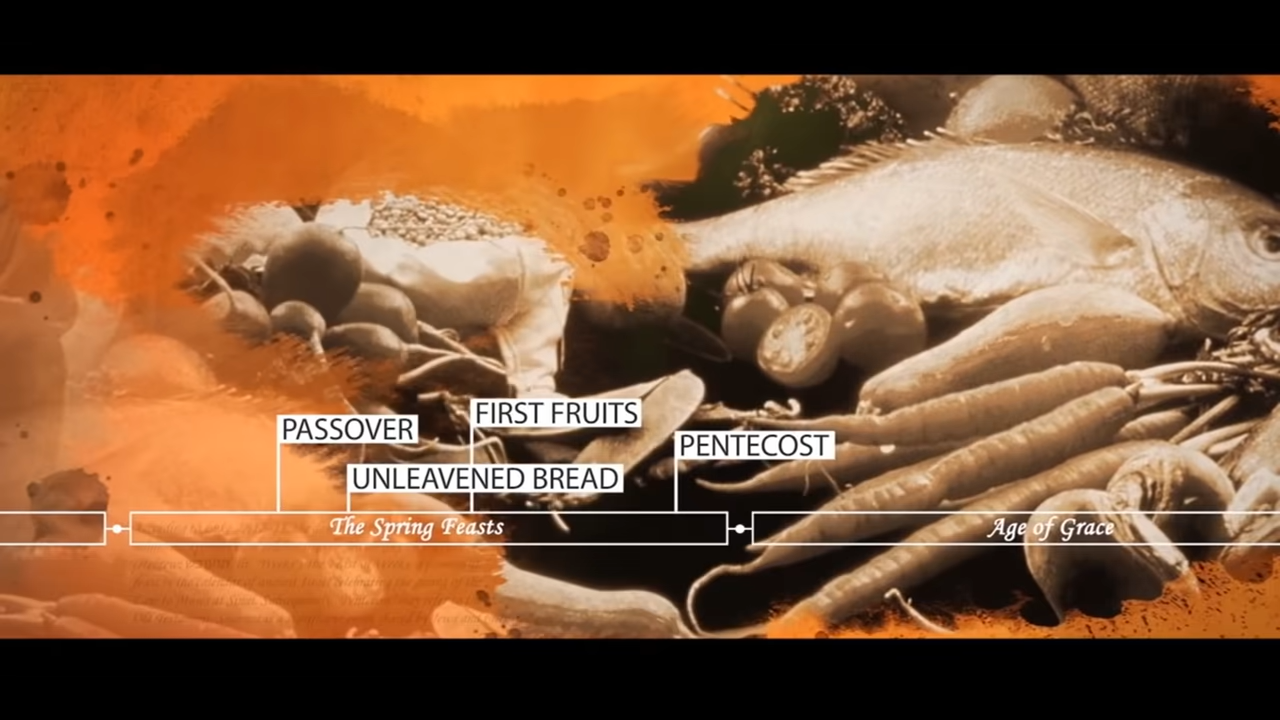 FIRST FRUITS
PASSOVER
PENTECOST
UNLEAVENED BREAD
The Spring Feasts
Age of Grace